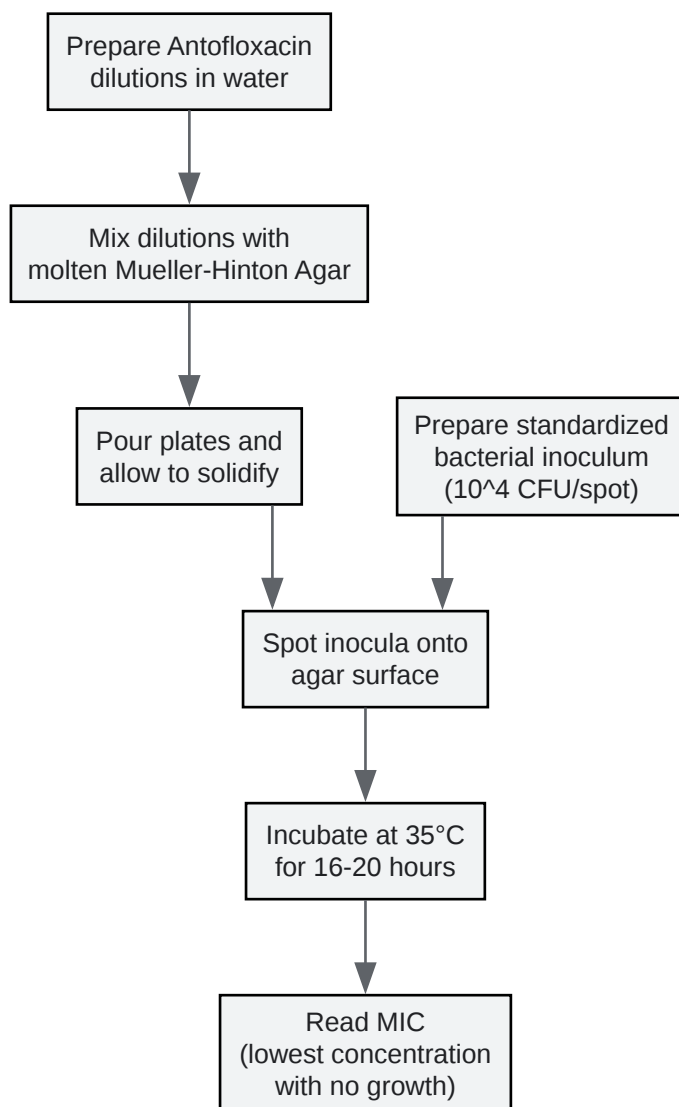 Prepare Antofloxacin
dilutions in water
Mix dilutions with
molten Mueller-Hinton Agar
Pour plates and
allow to solidify
Prepare standardized
bacterial inoculum
(10^4 CFU/spot)
Spot inocula onto
agar surface
Incubate at 35°C
for 16-20 hours
Read MIC
(lowest concentration
with no growth)